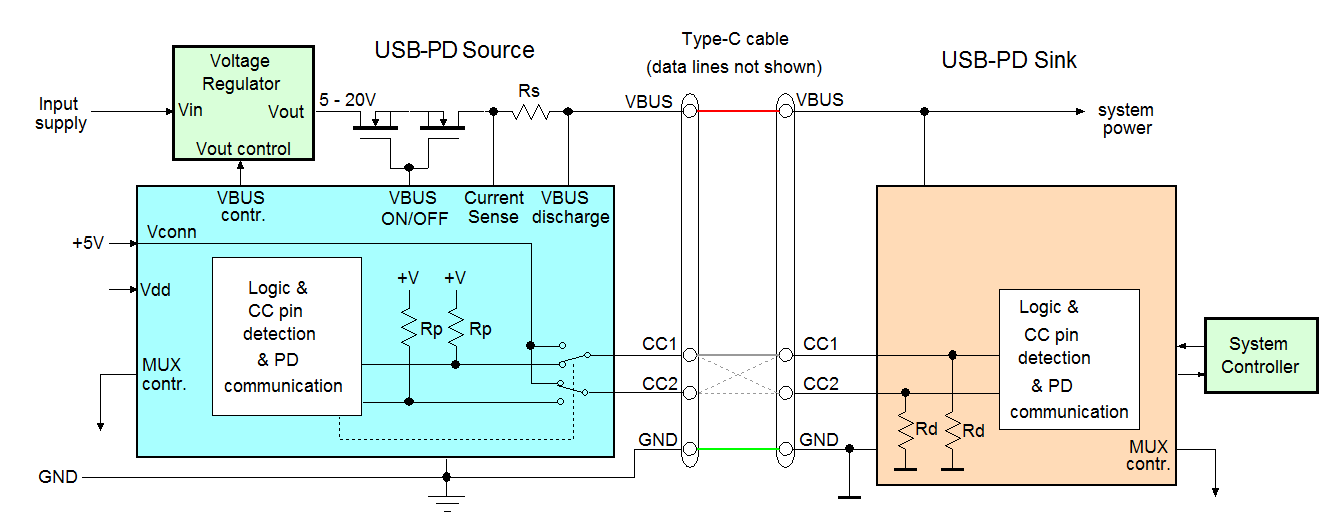 USB-PD Source
Type-C cable
(data lines not shown)
USB-PD Sink
Voltage
Regulator
Vin
Vout
Vout control
Input
supply
5 - 20V
Rs
VBUS
VBUS
system
power
VBUS
contr.
VBUS
ON/OFF
Current
Sense
VBUS
discharge
+5V
Vconn
Vdd
MUX
contr.
Logic &
CC pin
detection
& PD
communication
+V
+V
Rp
Rp
CC1
CC2
GND
CC1
CC2
GND
Logic &
CC pin
detection
& PD
communication
Rd
Rd
MUX
contr.
System
Controller
GND